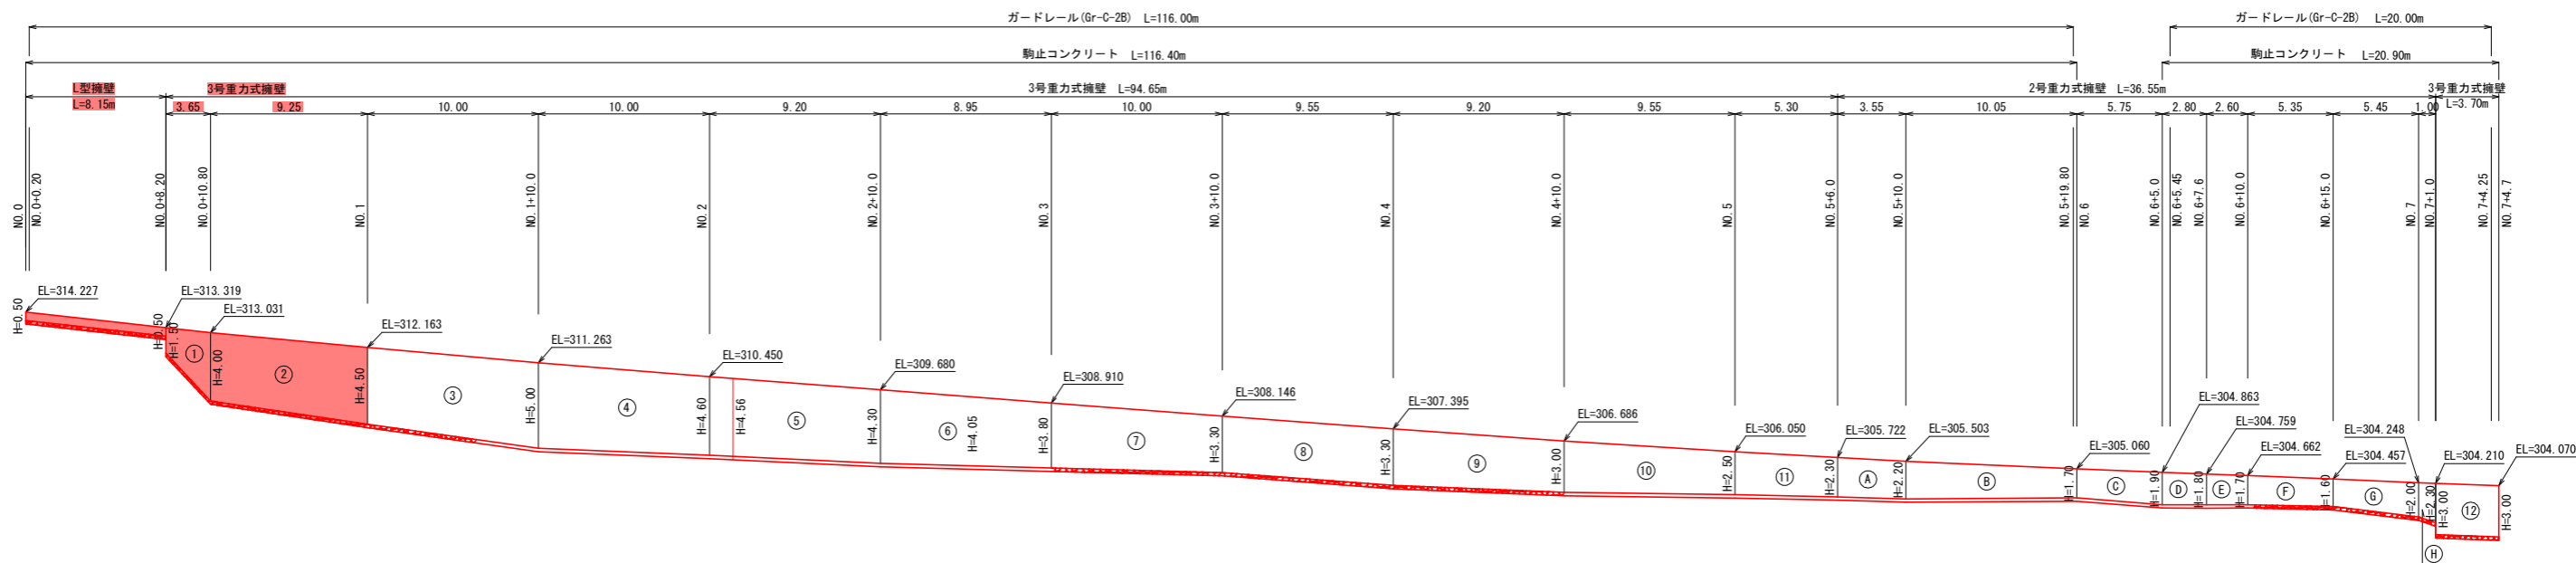 ガードレール(Gr-C-2B) L=116.00m
ガードレール(Gr-C-2B) L=20.00m
駒止コンクリート L=116.40m
駒止コンクリート L=20.90m
L型擁壁
L=8.15m
3号重力式擁壁
3号重力式擁壁 L=94.65m
2号重力式擁壁 L=36.55m
3号重力式擁壁
L=3.70m
3.65 9.25 10.00 10.00 9.20 8.95 10.00 9.55 9.20 9.55 5.30 3.55 10.05 5.75 2.80 2.60 5.35 5.45 1.00
NO.0
NO.0+0.20
NO.0+8.20
NO.0+10.80
NO.1
NO.1+10.0
NO.2
NO.2+10.0
NO.3
NO.3+10.0
NO.4
NO.4+10.0
NO.5
NO.5+6.0
NO.5+10.0
NO.5+19.80
NO.6
NO.6+5.0
NO.6+5.45
NO.6+7.6
NO.6+10.0
NO.6+15.0
NO.7
NO.7+1.0
NO.7+4.25
NO.7+4.7
EL=314.227
EL=313.319
EL=313.031
EL=312.163
EL=311.263
EL=310.450
EL=309.680
EL=308.910
EL=308.146
EL=307.395
EL=306.686
EL=306.050
EL=305.722
EL=305.503
EL=305.060
EL=304.863
EL=304.759
EL=304.662
EL=304.457
EL=304.248
EL=304.210
EL=304.070
H=0.50
H=0.50
H=1.50
①
H=4.00
②
H=4.50
③
H=5.00
④
H=4.60
H=4.56
⑤
H=4.30
⑥
H=4.05
H=3.80
⑦
H=3.30
⑧
H=3.30
⑨
H=3.00
⑩
H=2.50
⑪
H=2.30
Ⓐ
H=2.20
Ⓑ
H=1.70
Ⓒ
H=1.90
Ⓓ
H=1.80
Ⓔ
H=1.70
Ⓕ
H=1.60
Ⓖ
H=2.00
H=2.30
H=3.00
⑫
H=3.00
Ⓗ